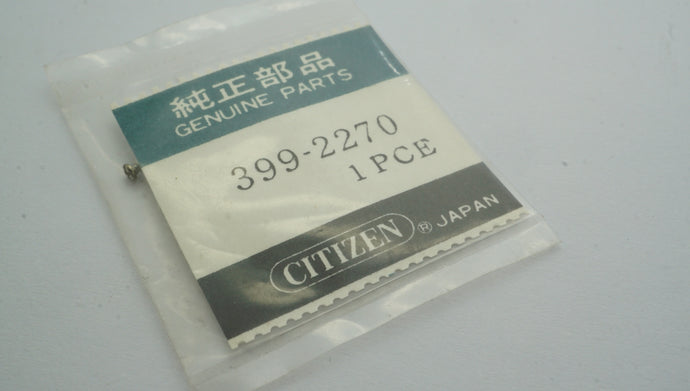 純正部品
GENUINE PARTS
399-2270
1 PCE
CITIZEN ® JAPAN